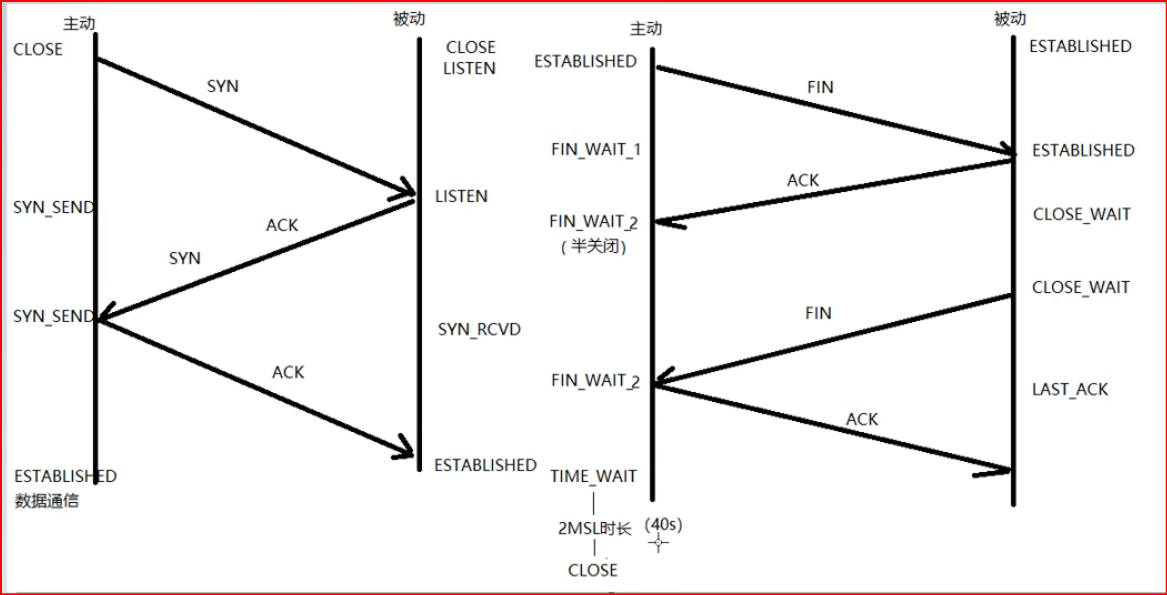 主动
被动
CLOSE
CLOSE
LISTEN
SYN
LISTEN
SYN_SEND
ACK
SYN
SYN_SEND
SYN_RCVD
ACK
ESTABLISHED
ESTABLISHED
数据通信
主动
被动
ESTABLISHED
ESTABLISHED
FIN
FIN_WAIT_1
ESTABLISHED
ACK
FIN_WAIT_2
(半关闭)
CLOSE_WAIT
CLOSE_WAIT
FIN
FIN_WAIT_2
LAST_ACK
ACK
TIME_WAIT
2MSL时长 (40s)
CLOSE